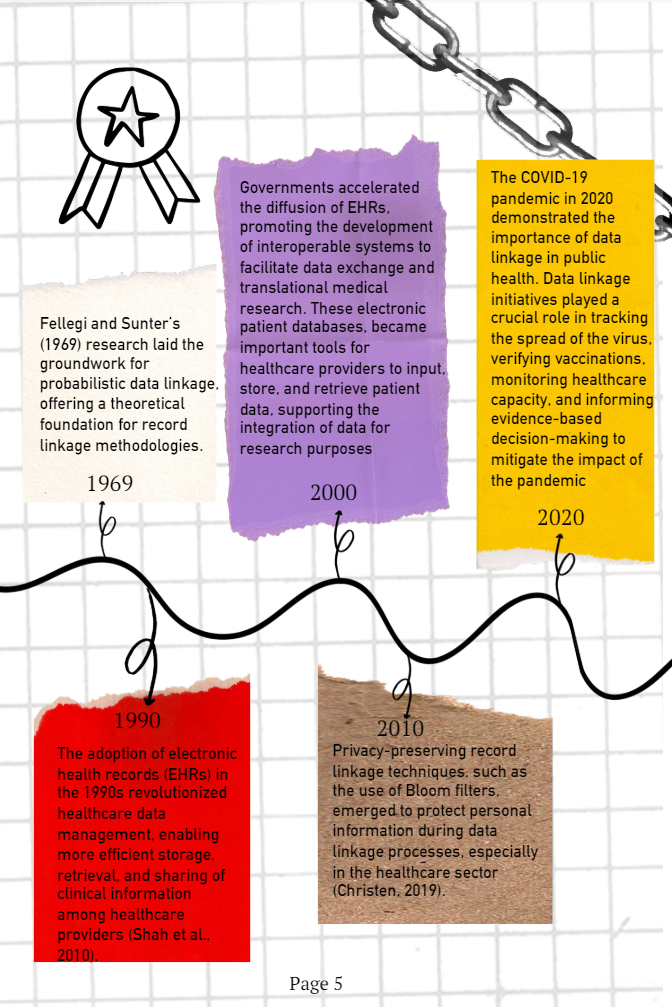 Fellegi and Sunter's
(1969) research laid the
groundwork for
probabilistic data linkage,
offering a theoretical
foundation for record
linkage methodologies.
1969
The adoption of electronic
health records (EHRs) in
the 1990s revolutionized
healthcare data
management, enabling
more efficient storage,
retrieval, and sharing of
clinical information
among healthcare
providers (Shah et al.,
2010).
1990
Governments accelerated
the diffusion of EHRs,
promoting the development
of interoperable systems to
facilitate data exchange and
translational medical
research. These electronic
patient databases, became
important tools for
healthcare providers to input,
store, and retrieve patient
data, supporting the
integration of data for
research purposes
2000
2010
Privacy-preserving record
linkage techniques, such as
the use of Bloom filters,
emerged to protect personal
information during data
linkage processes, especially
in the healthcare sector
(Christen, 2019).
The COVID-19
pandemic in 2020
demonstrated the
importance of data
linkage in public
health. Data linkage
initiatives played a
crucial role in tracking
the spread of the virus,
verifying vaccinations,
monitoring healthcare
capacity, and informing
evidence-based
decision-making to
mitigate the impact of
the pandemic
2020
Page 5